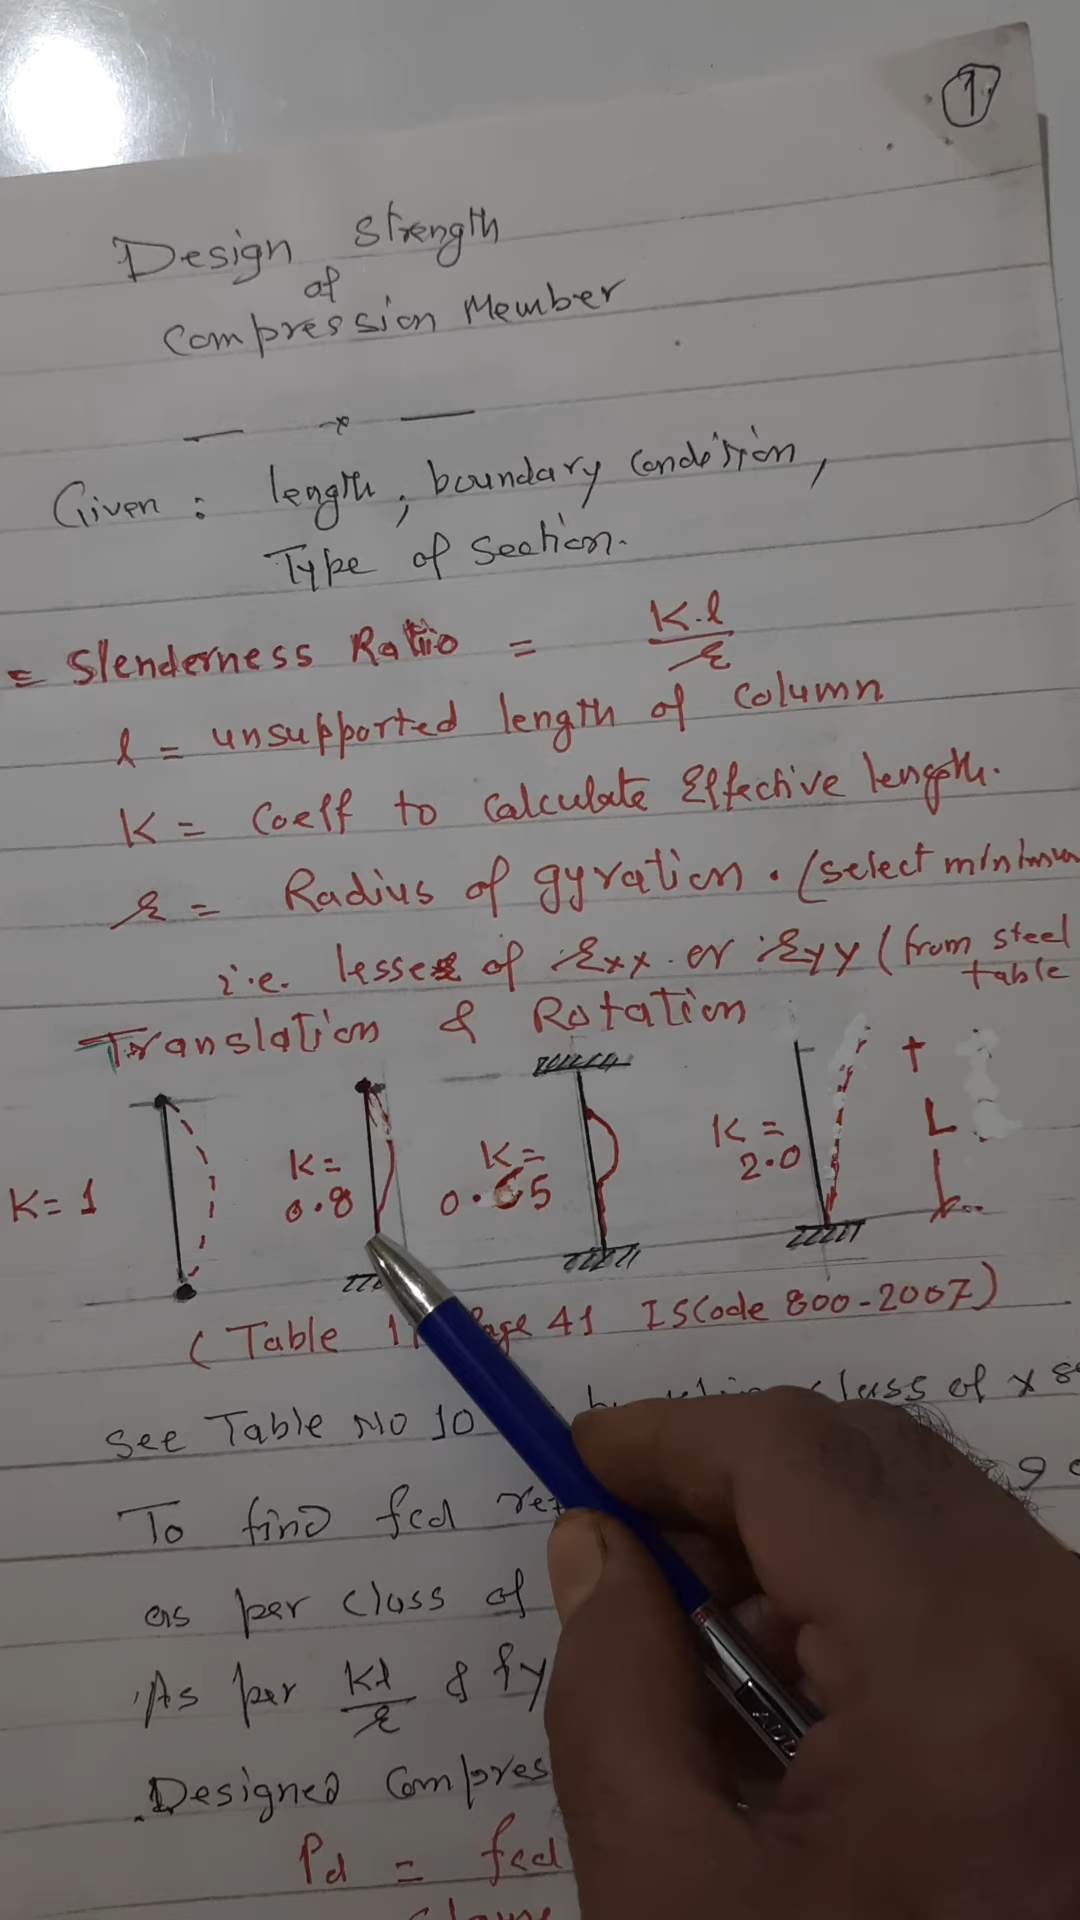 1
Design Strength
of
Compression Member
Given : length, boundary condition,
Type of Section.
= Slenderness Ratio = K.l / r
l = unsupported length of column
K = Coeff to calculate Effective length.
r = Radius of gyration. (select minimum
i.e. lesser of rxx or ryy (from steel
table
Translation & Rotation
K= 1
K= 0.8
K= 0.65
K= 2.0
L
(Table Page 41 IS Code 800-2007)
see Table NO 10 class of x
To find fcd
as per class of
As per Kl / r & fy
Designed Compres
Pd = fcd